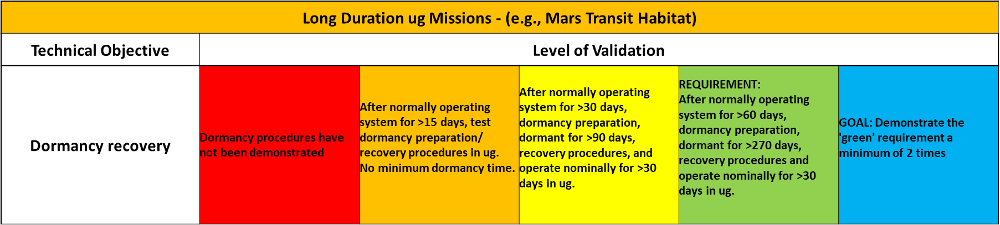 Long Duration ug Missions - (e.g., Mars Transit Habitat)
Technical Objective
Level of Validation
Dormancy recovery
Dormancy procedures have
not been demonstrated
After normally operating
system for >15 days, test
dormancy preparation/
recovery procedures in ug.
No minimum dormancy time.
After normally operating
system for >30 days,
dormancy preparation,
dormant for >90 days,
recovery procedures, and
operate nominally for >30
days in ug.
REQUIREMENT:
After normally operating
system for >60 days,
dormancy preparation,
dormant for >270 days,
recovery procedures and
operate nominally for >30
days in ug.
GOAL: Demonstrate the
'green' requirement a
minimum of 2 times